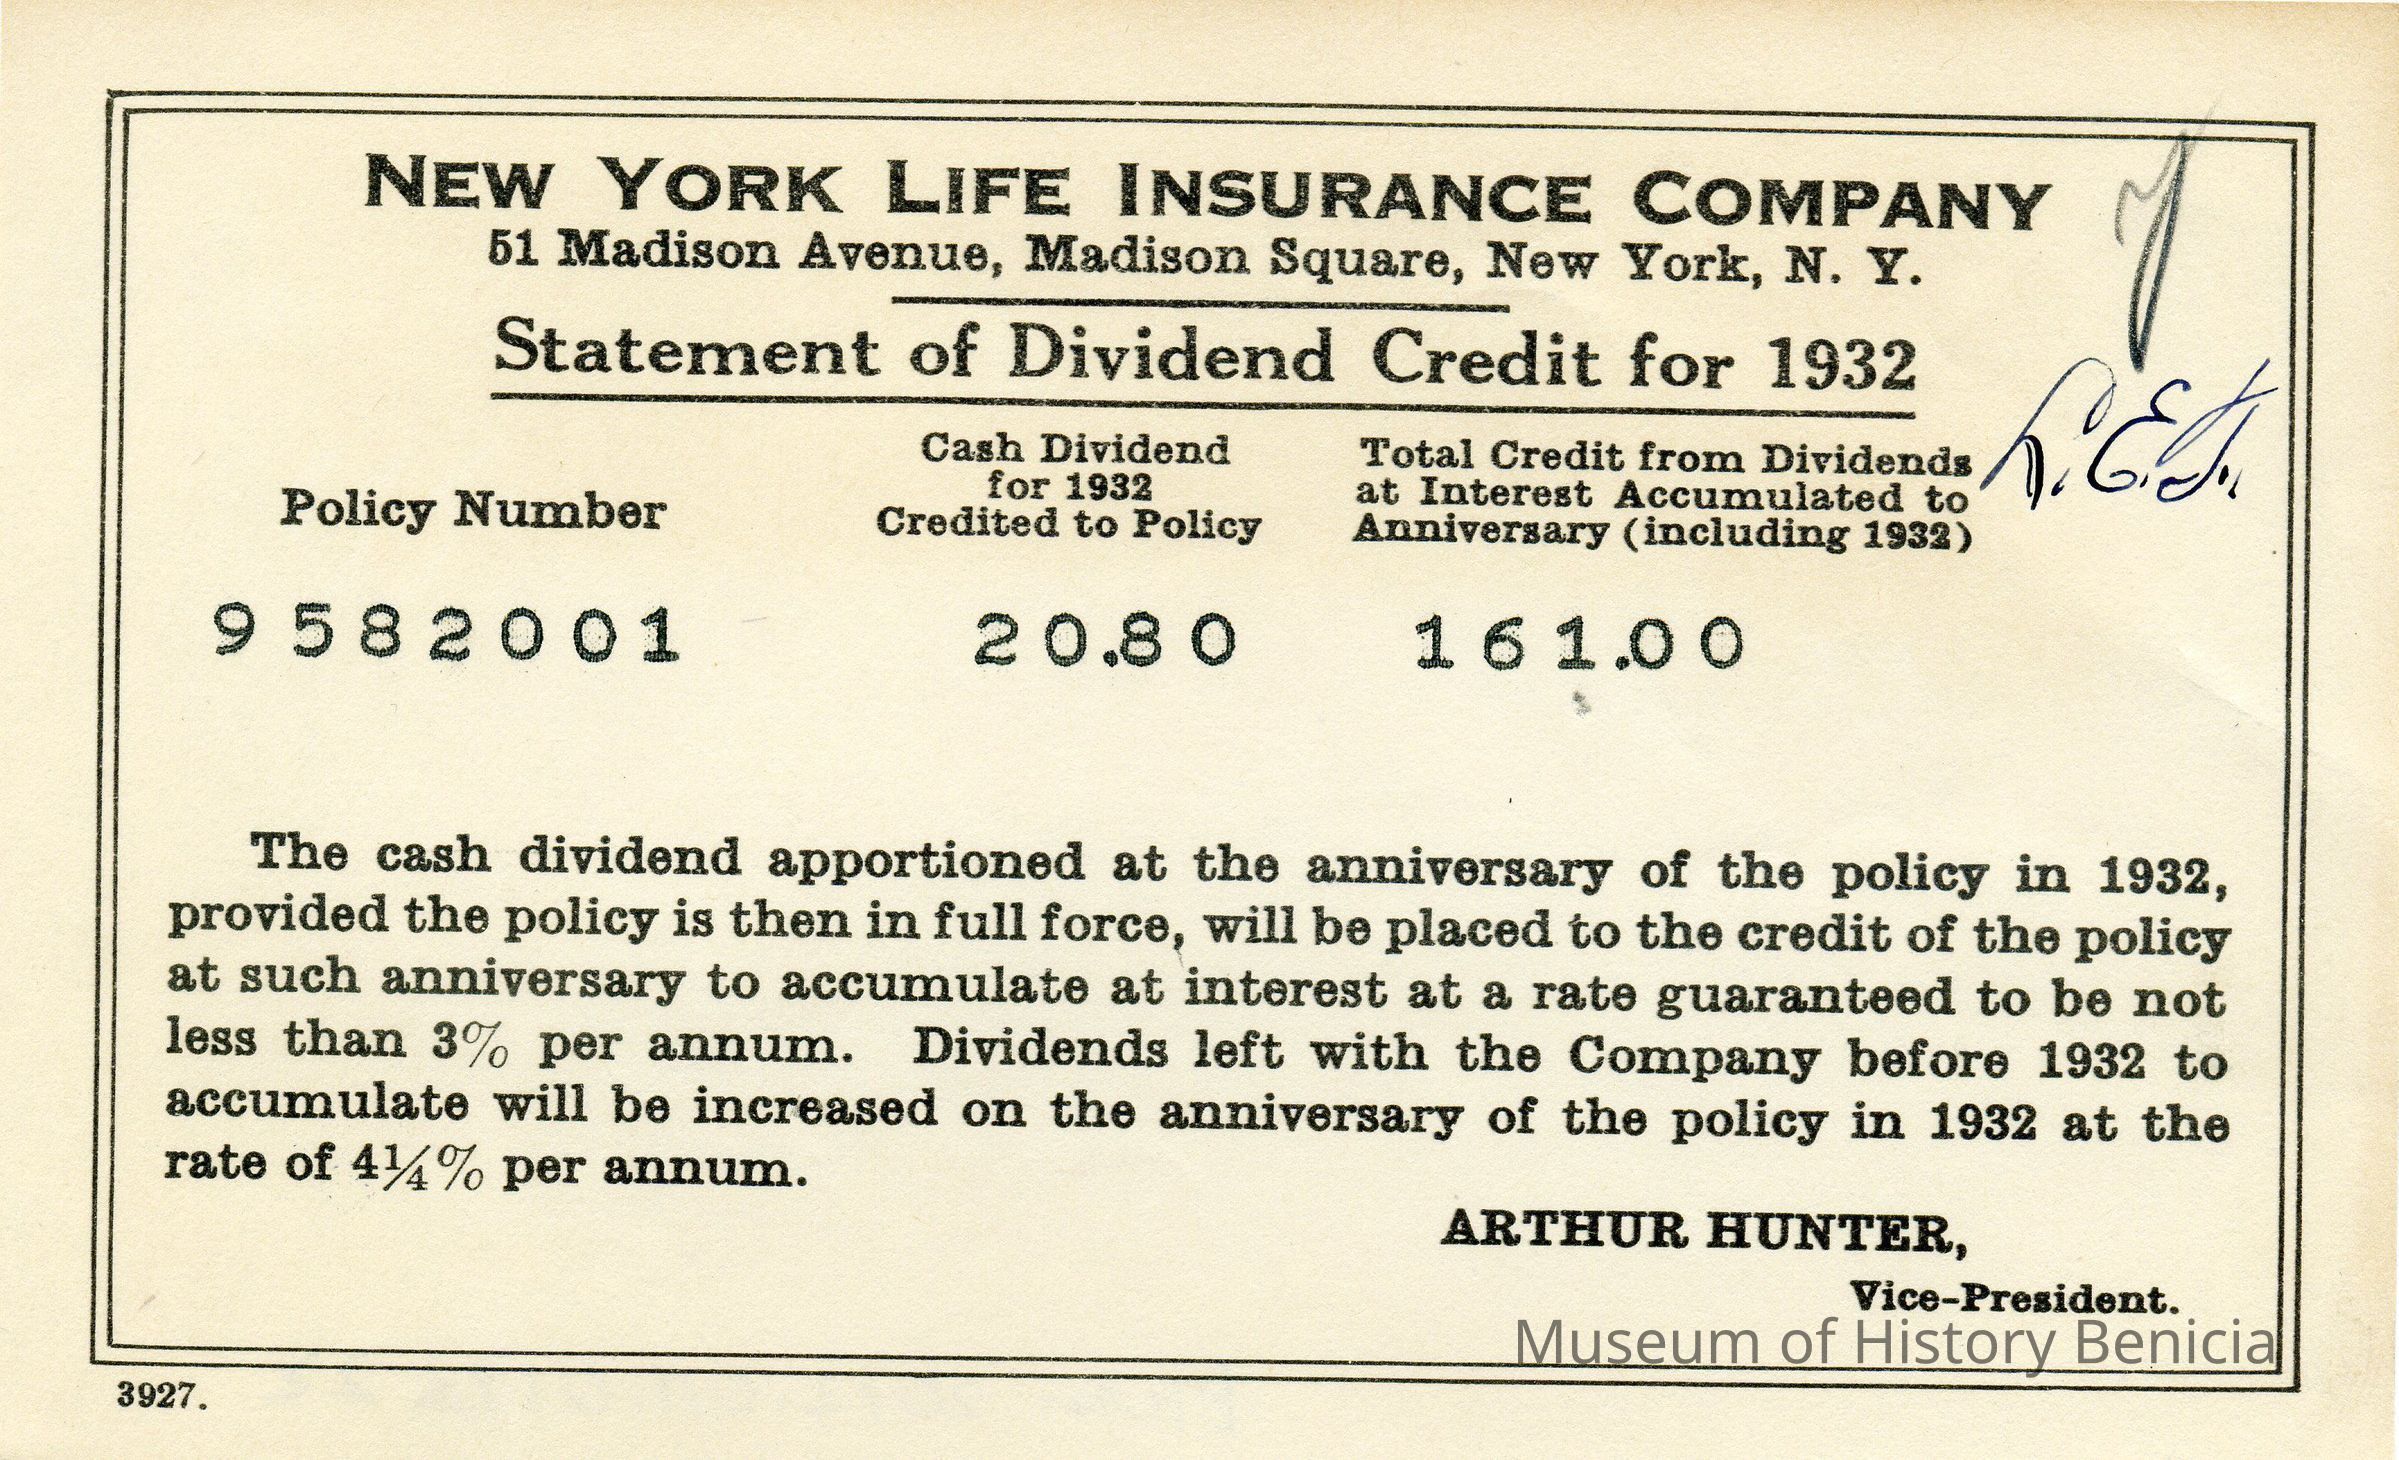 NEW YORK LIFE INSURANCE COMPANY
51 Madison Avenue, Madison Square, New York, N. Y.
Statement of Dividend Credit for 1932
Policy Number
Cash Dividend
for 1932
Credited to Policy
Total Credit from Dividends
at Interest Accumulated to
Anniversary (including 1932)
9582001
20.80
161.00
The cash dividend apportioned at the anniversary of the policy in 1932,
provided the policy is then in full force, will be placed to the credit of the policy
at such anniversary to accumulate at interest at a rate guaranteed to be not
less than 3% per annum. Dividends left with the Company before 1932 to
accumulate will be increased on the anniversary of the policy in 1932 at the
rate of 4¼% per annum.
ARTHUR HUNTER,
Vice-President.
Museum of History Benicia
3927.